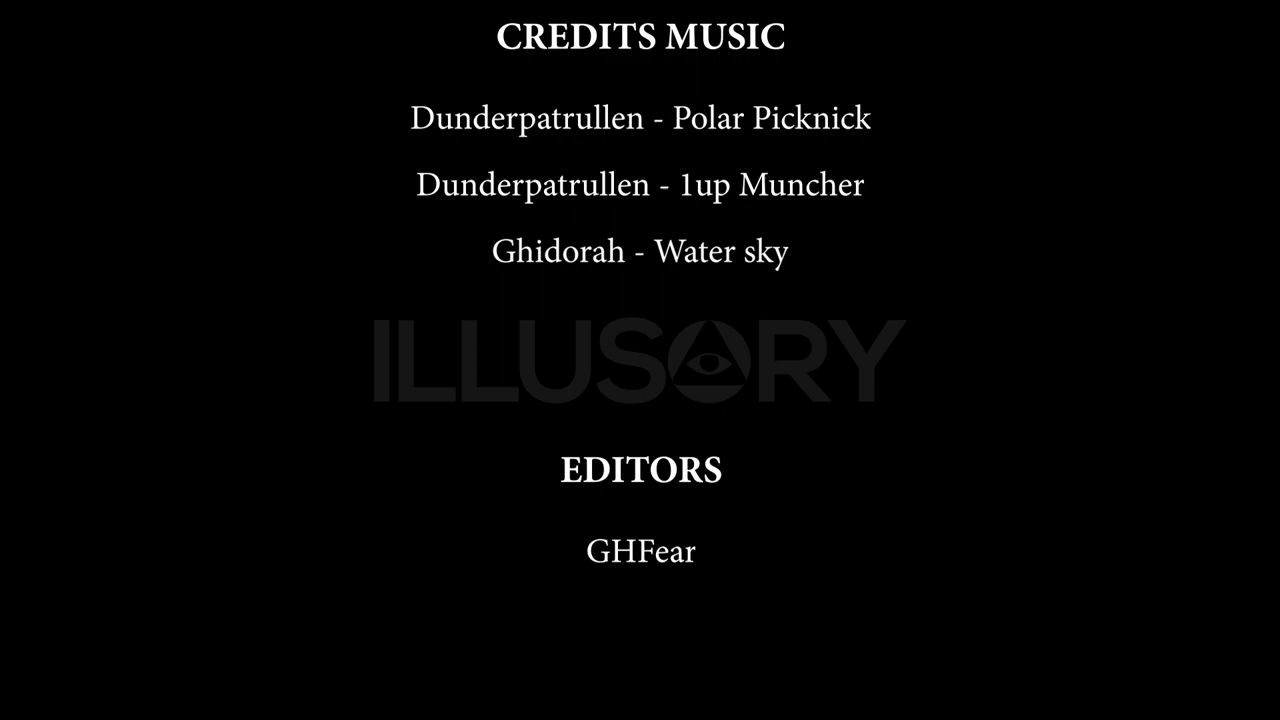 CREDITS MUSIC
Dunderpatrullen - Polar Picknick
Dunderpatrullen - 1up Muncher
Ghidorah - Water sky
ILLUSORY
EDITORS
GHFear